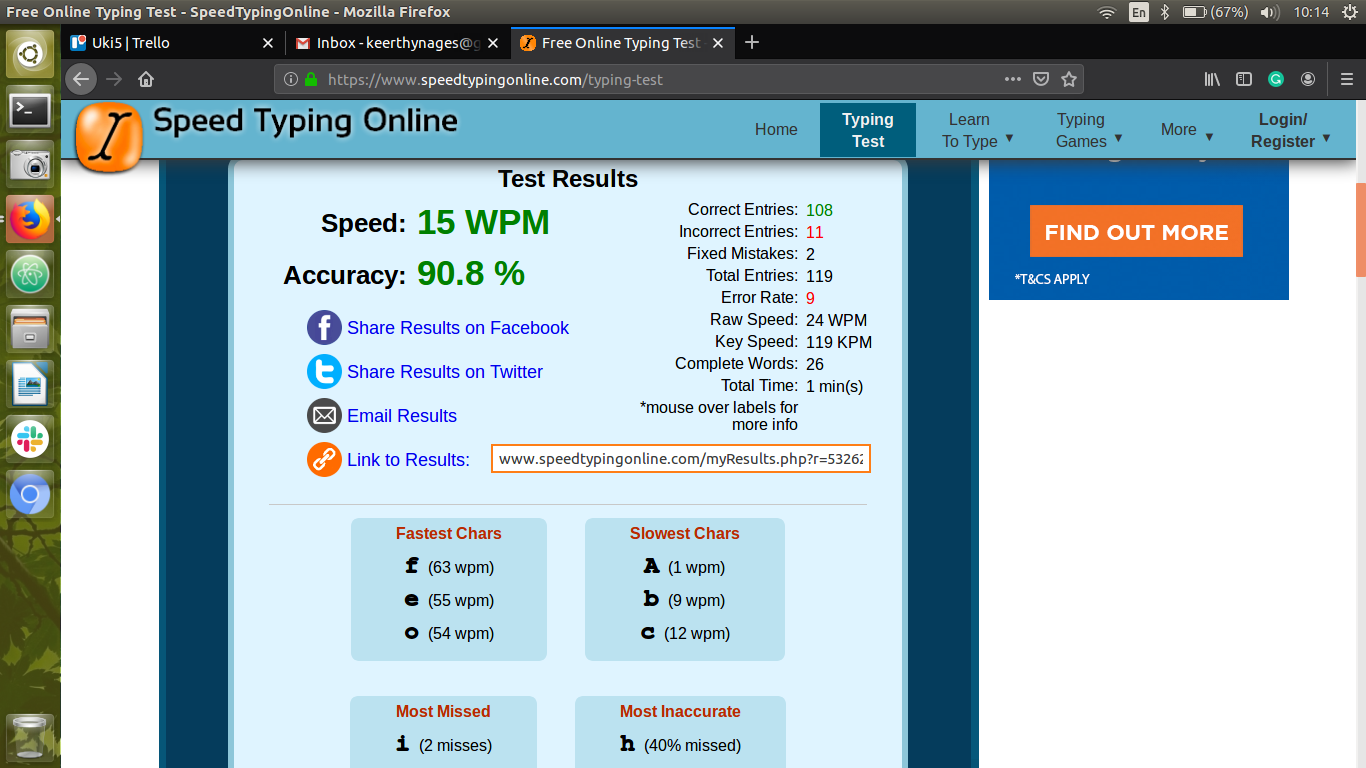 Free Online Typing Test - SpeedTypingOnline - Mozilla Firefox
En
(67%)
10:14
Uki5 | Trello
Inbox - keerthynages@g
Free Online Typing Test
https://www.speedtypingonline.com/typing-test
Speed Typing Online
Home
Typing
Test
Learn
To Type
Typing
Games
More
Login/
Register
Test Results
Speed: 15 WPM
Accuracy: 90.8 %
Share Results on Facebook
Share Results on Twitter
Email Results
Link to Results: www.speedtypingonline.com/myResults.php?r=53262
Correct Entries: 108
Incorrect Entries: 11
Fixed Mistakes: 2
Total Entries: 119
Error Rate: 9
Raw Speed: 24 WPM
Key Speed: 119 KPM
Complete Words: 26
Total Time: 1 min(s)
*mouse over labels for
more info
Fastest Chars
f (63 wpm)
e (55 wpm)
o (54 wpm)
Slowest Chars
A (1 wpm)
b (9 wpm)
c (12 wpm)
Most Missed
i (2 misses)
Most Inaccurate
h (40% missed)
FIND OUT MORE
*T&CS APPLY